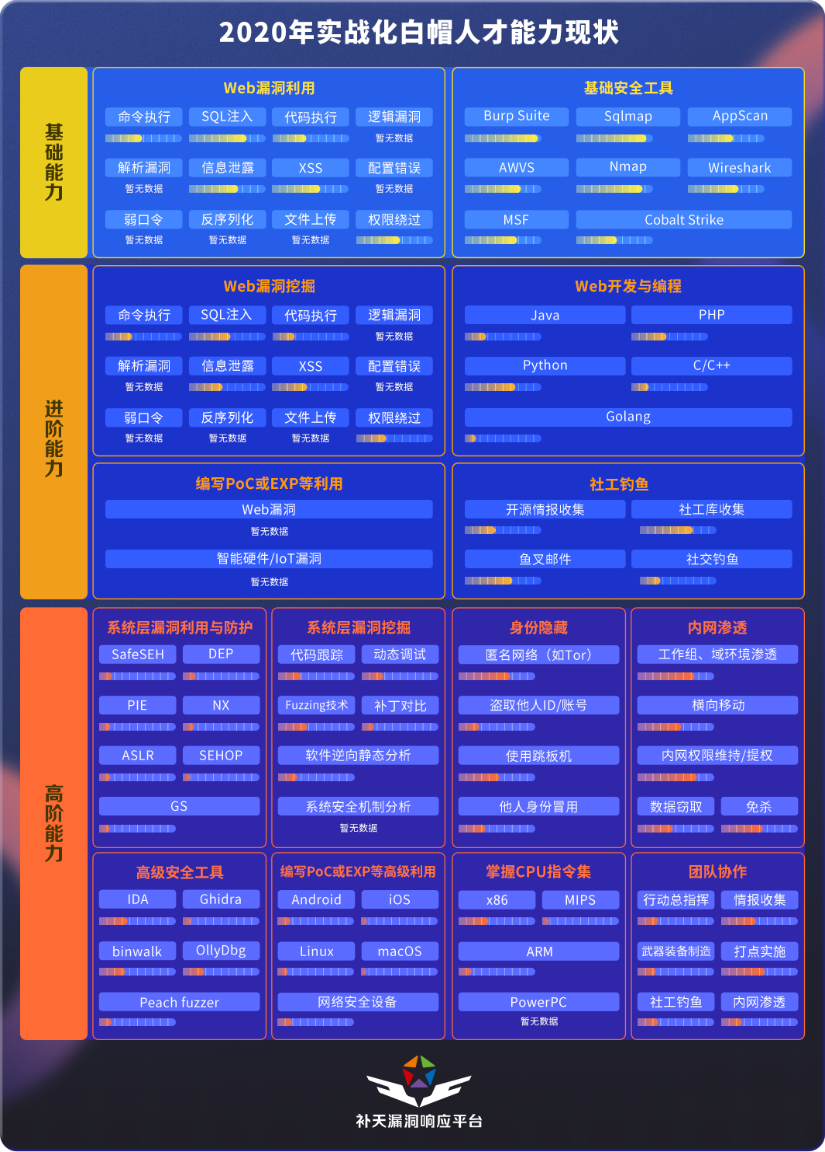 2020年实战化白帽人才能力现状
基础能力
Web漏洞利用
命令执行 SQL注入 代码执行 逻辑漏洞
暂无数据
解析漏洞 信息泄露 XSS 配置错误
暂无数据 暂无数据
弱口令 反序列化 文件上传 权限绕过
暂无数据 暂无数据 暂无数据
基础安全工具
Burp Suite Sqlmap AppScan
AWVS Nmap Wireshark
MSF Cobalt Strike
进阶能力
Web漏洞挖掘
命令执行 SQL注入 代码执行 逻辑漏洞
暂无数据
解析漏洞 信息泄露 XSS 配置错误
暂无数据 暂无数据
弱口令 反序列化 文件上传 权限绕过
暂无数据 暂无数据 暂无数据
Web开发与编程
Java PHP
Python C/C++
Golang
编写PoC或EXP等利用
Web漏洞
暂无数据
智能硬件/IoT漏洞
暂无数据
社工钓鱼
开源情报收集 社工库收集
鱼叉邮件 社交钓鱼
高阶能力
系统层漏洞利用与防护
SafeSEH DEP
PIE NX
ASLR SEHOP
GS
系统层漏洞挖掘
代码跟踪 动态调试
Fuzzing技术 补丁对比
软件逆向静态分析
系统安全机制分析
暂无数据
身份隐藏
匿名网络（如Tor）
盗取他人ID/账号
使用跳板机
他人身份冒用
内网渗透
工作组、域环境渗透
横向移动
内网权限维持/提权
数据窃取 免杀
高级安全工具
IDA Ghidra
binwalk OllyDbg
Peach fuzzer
编写PoC或EXP等高级利用
Android iOS
Linux macOS
网络安全设备
掌握CPU指令集
x86 MIPS
ARM
PowerPC
暂无数据
团队协作
行动总指挥 情报收集
武器装备制造 打点实施
社工钓鱼 内网渗透
补天漏洞响应平台